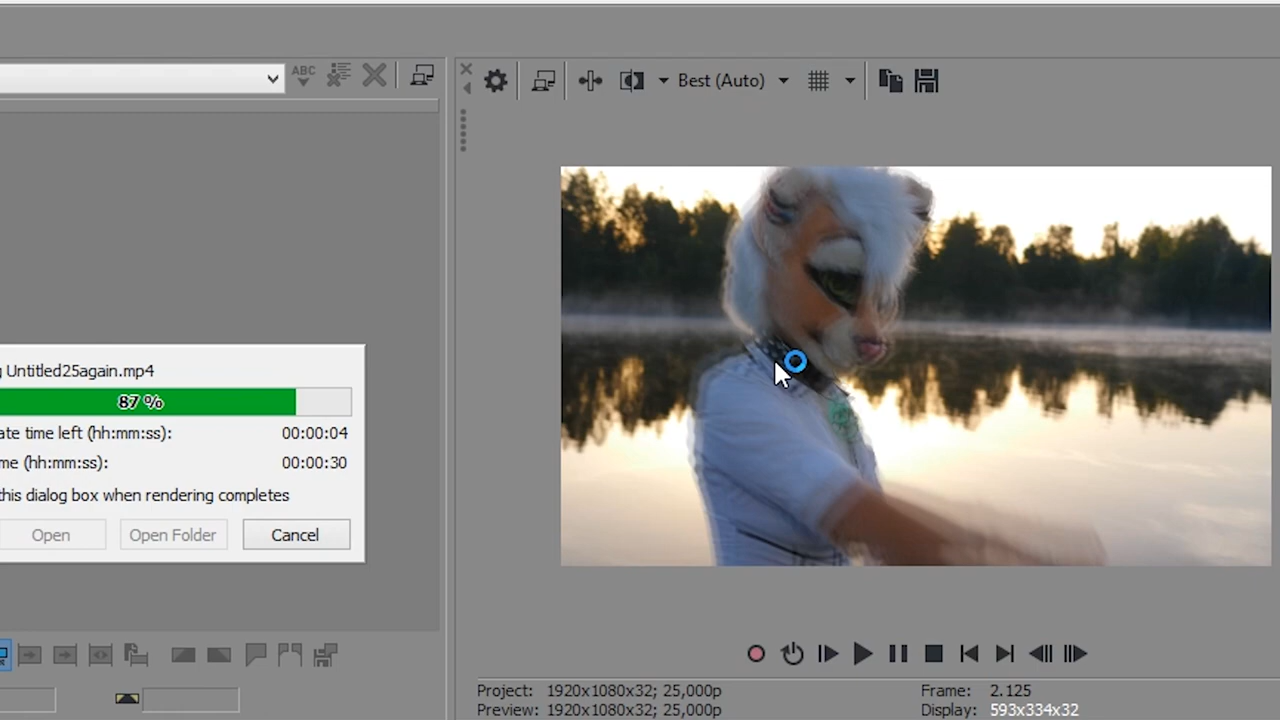 ABC
Best (Auto)
Untitled25again.mp4
87 %
time left (hh:mm:ss): 00:00:04
(hh:mm:ss): 00:00:30
this dialog box when rendering completes
Open
Open Folder
Cancel
Project: 1920x1080x32; 25,000p
Frame: 2.125
Preview: 1920x1080x32; 25,000p
Display: 593x334x32